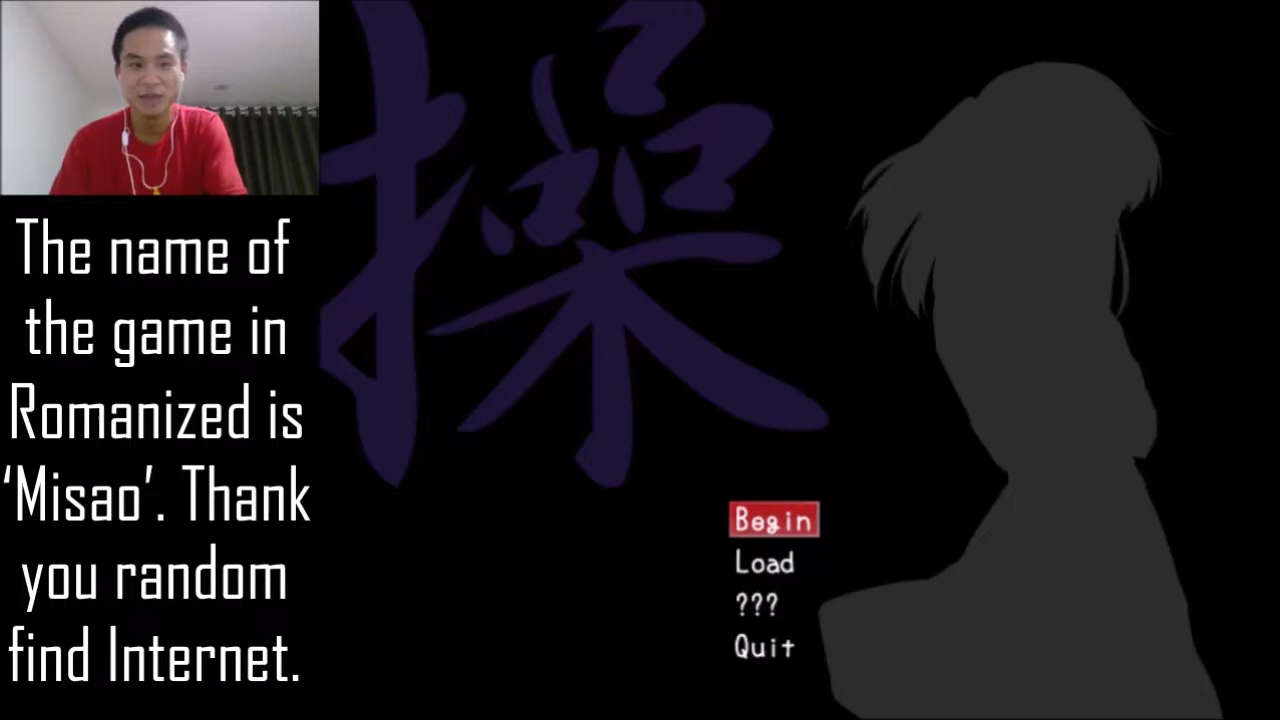 The name of
the game in
Romanized is
‘Misao’. Thank
you random
find Internet.
操
Begin
Load
???
Quit